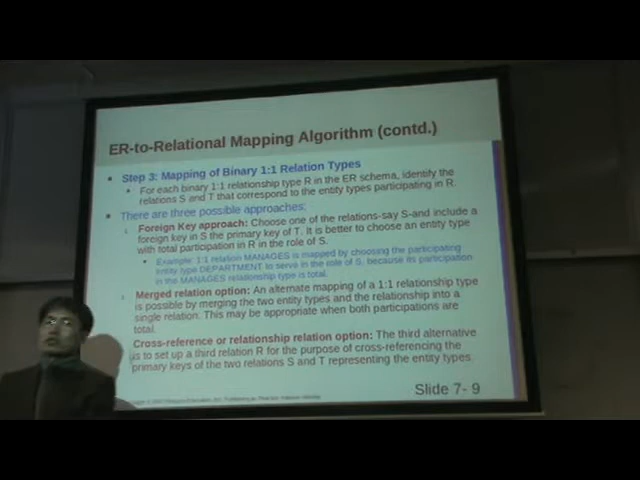 ER-to-Relational Mapping Algorithm (contd.)
Step 3: Mapping of Binary 1:1 Relation Types
For each binary 1:1 relationship type R in the ER schema, identify the
relations S and T that correspond to the entity types participating in R.
There are three possible approaches:
Foreign Key approach: Choose one of the relations-say S-and include a
foreign key in S the primary key of T. It is better to choose an entity type
with total participation in R in the role of S.
Example: 1:1 relation MANAGES is mapped by choosing the participating
entity type DEPARTMENT to serve in the role of S, because its participation
in the MANAGES relationship type is total.
Merged relation option: An alternate mapping of a 1:1 relationship type
is possible by merging the two entity types and the relationship into a
single relation. This may be appropriate when both participations are
total.
Cross-reference or relationship relation option: The third alternative
is to set up a third relation R for the purpose of cross-referencing the
primary keys of the two relations S and T representing the entity types.
Slide 7- 9